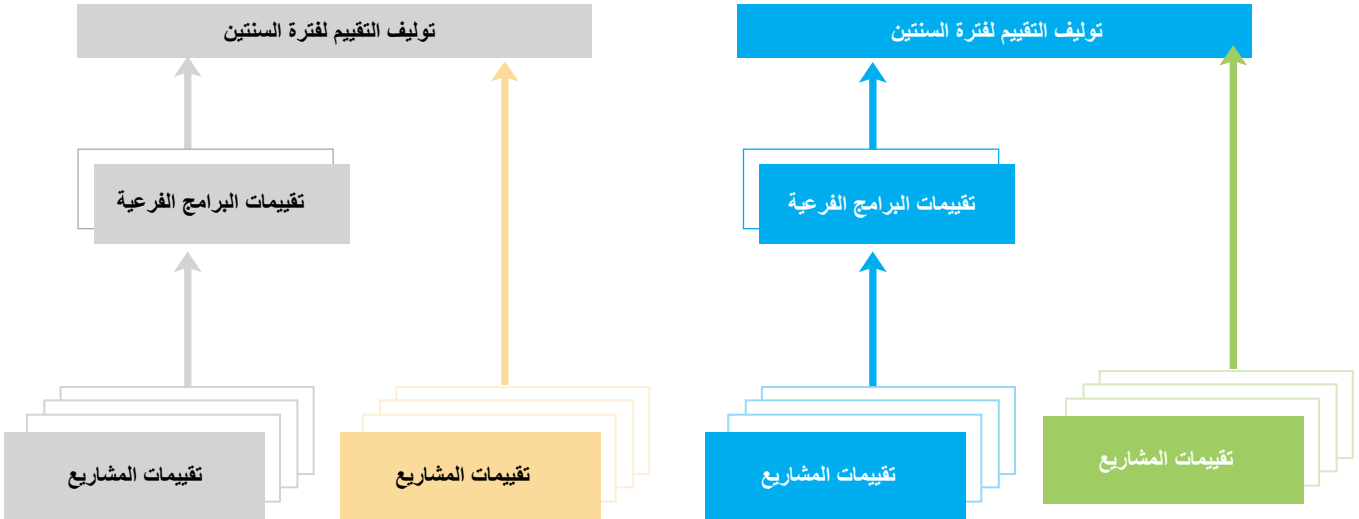 توليف التقييم لفترة السنتين
توليف التقييم لفترة السنتين
تقييمات البرامج الفرعية
تقييمات البرامج الفرعية
تقييمات المشاريع
تقييمات المشاريع
تقييمات المشاريع
تقييمات المشاريع